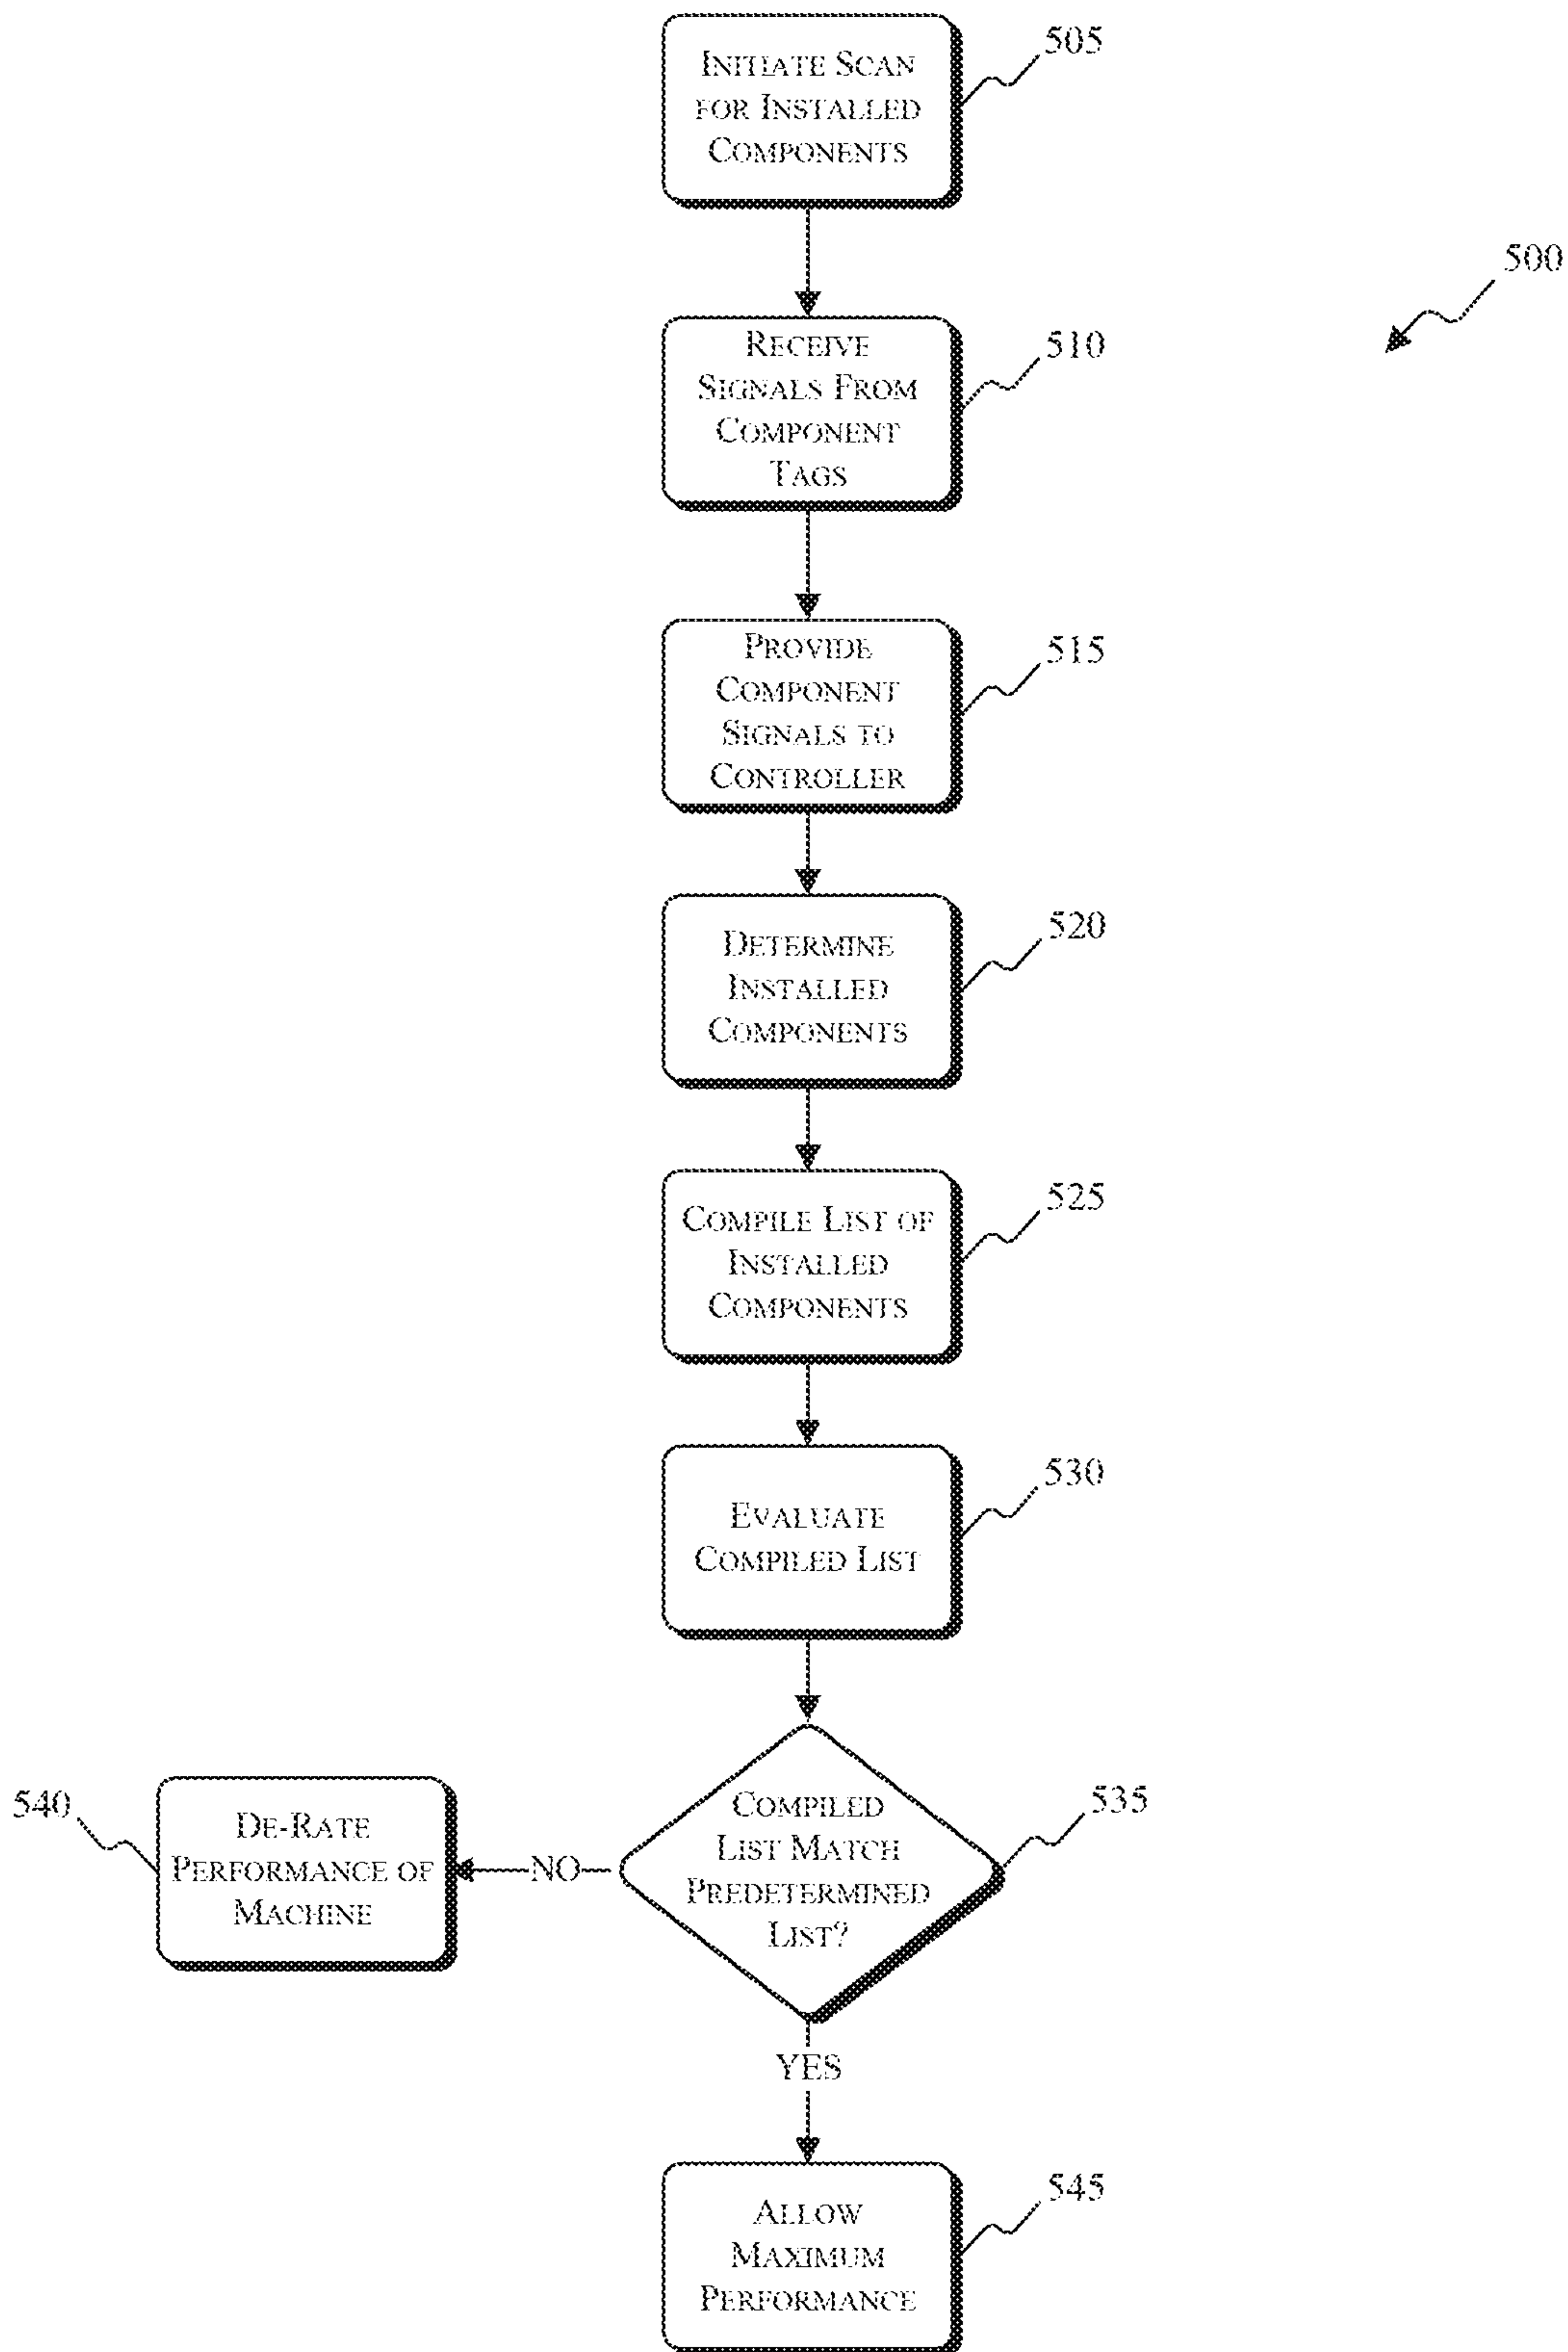 INITIATE SCAN
FOR INSTALLED
COMPONENTS
505
500
RECEIVE
SIGNALS FROM
COMPONENT
TAGS
510
PROVIDE
COMPONENT
SIGNALS TO
CONTROLLER
515
DETERMINE
INSTALLED
COMPONENTS
520
COMPILE LIST OF
INSTALLED
COMPONENTS
525
EVALUATE
COMPILED LIST
530
COMPILED
LIST MATCH
PREDETERMINED
LIST?
535
NO
540
DE-RATE
PERFORMANCE OF
MACHINE
YES
ALLOW
MAXIMUM
PERFORMANCE
545